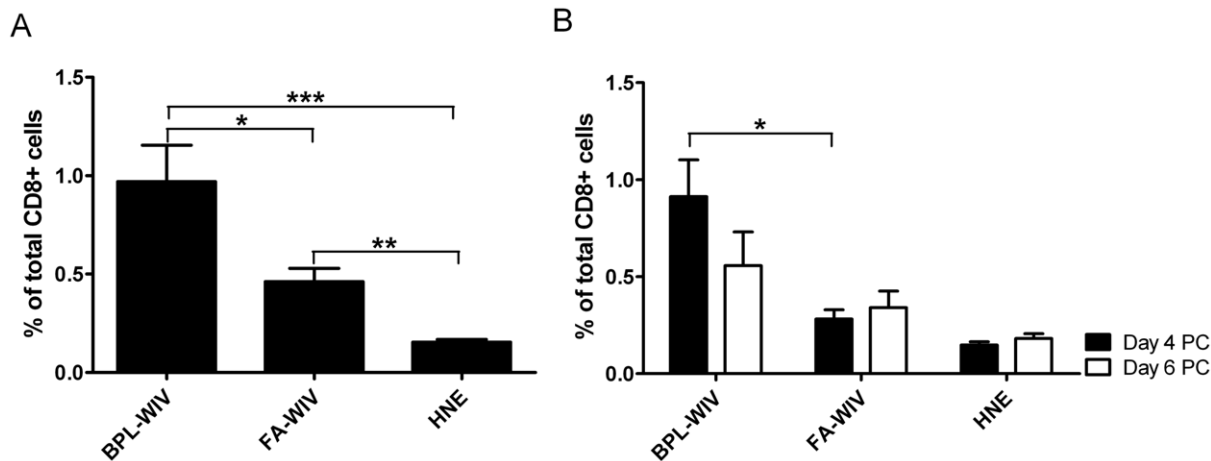 A
% of total CD8+ cells
1.5
1.0
0.5
0.0
***
*
**
BPL-WIV
FA-WIV
HNE
B
% of total CD8+ cells
1.5
1.0
0.5
0.0
*
BPL-WIV
FA-WIV
HNE
Day 4 PC
Day 6 PC